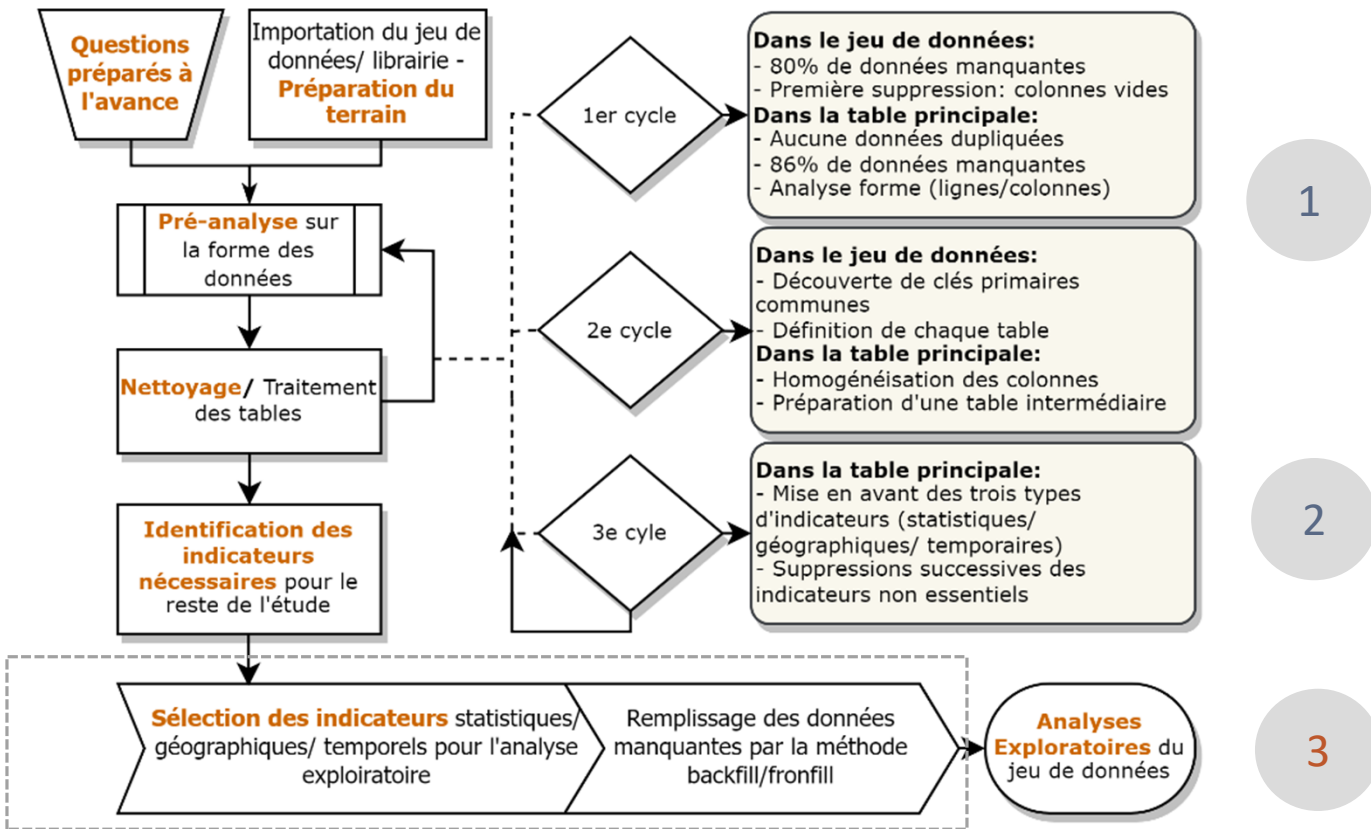 Questions
préparés à
l'avance
Importation du jeu de
données/ librairie -
Préparation du
terrain
Pré-analyse sur
la forme des
données
Nettoyage/ Traitement
des tables
Identification des
indicateurs
nécessaires pour le
reste de l'étude
1er cycle
Dans le jeu de données:
- 80% de données manquantes
- Première suppression: colonnes vides
Dans la table principale:
- Aucune données dupliquées
- 86% de données manquantes
- Analyse forme (lignes/colonnes)
1
2e cycle
Dans le jeu de données:
- Découverte de clés primaires
communes
- Définition de chaque table
Dans la table principale:
- Homogénéisation des colonnes
- Préparation d'une table intermédiaire
3e cyle
Dans la table principale:
- Mise en avant des trois types
d'indicateurs (statistiques/
géographiques/ temporaires)
- Suppressions successives des
indicateurs non essentiels
2
Sélection des indicateurs statistiques/
géographiques/ temporels pour l'analyse
exploiratoire
Remplissage des données
manquantes par la méthode
backfill/fronfill
Analyses
Exploratoires du
jeu de données
3